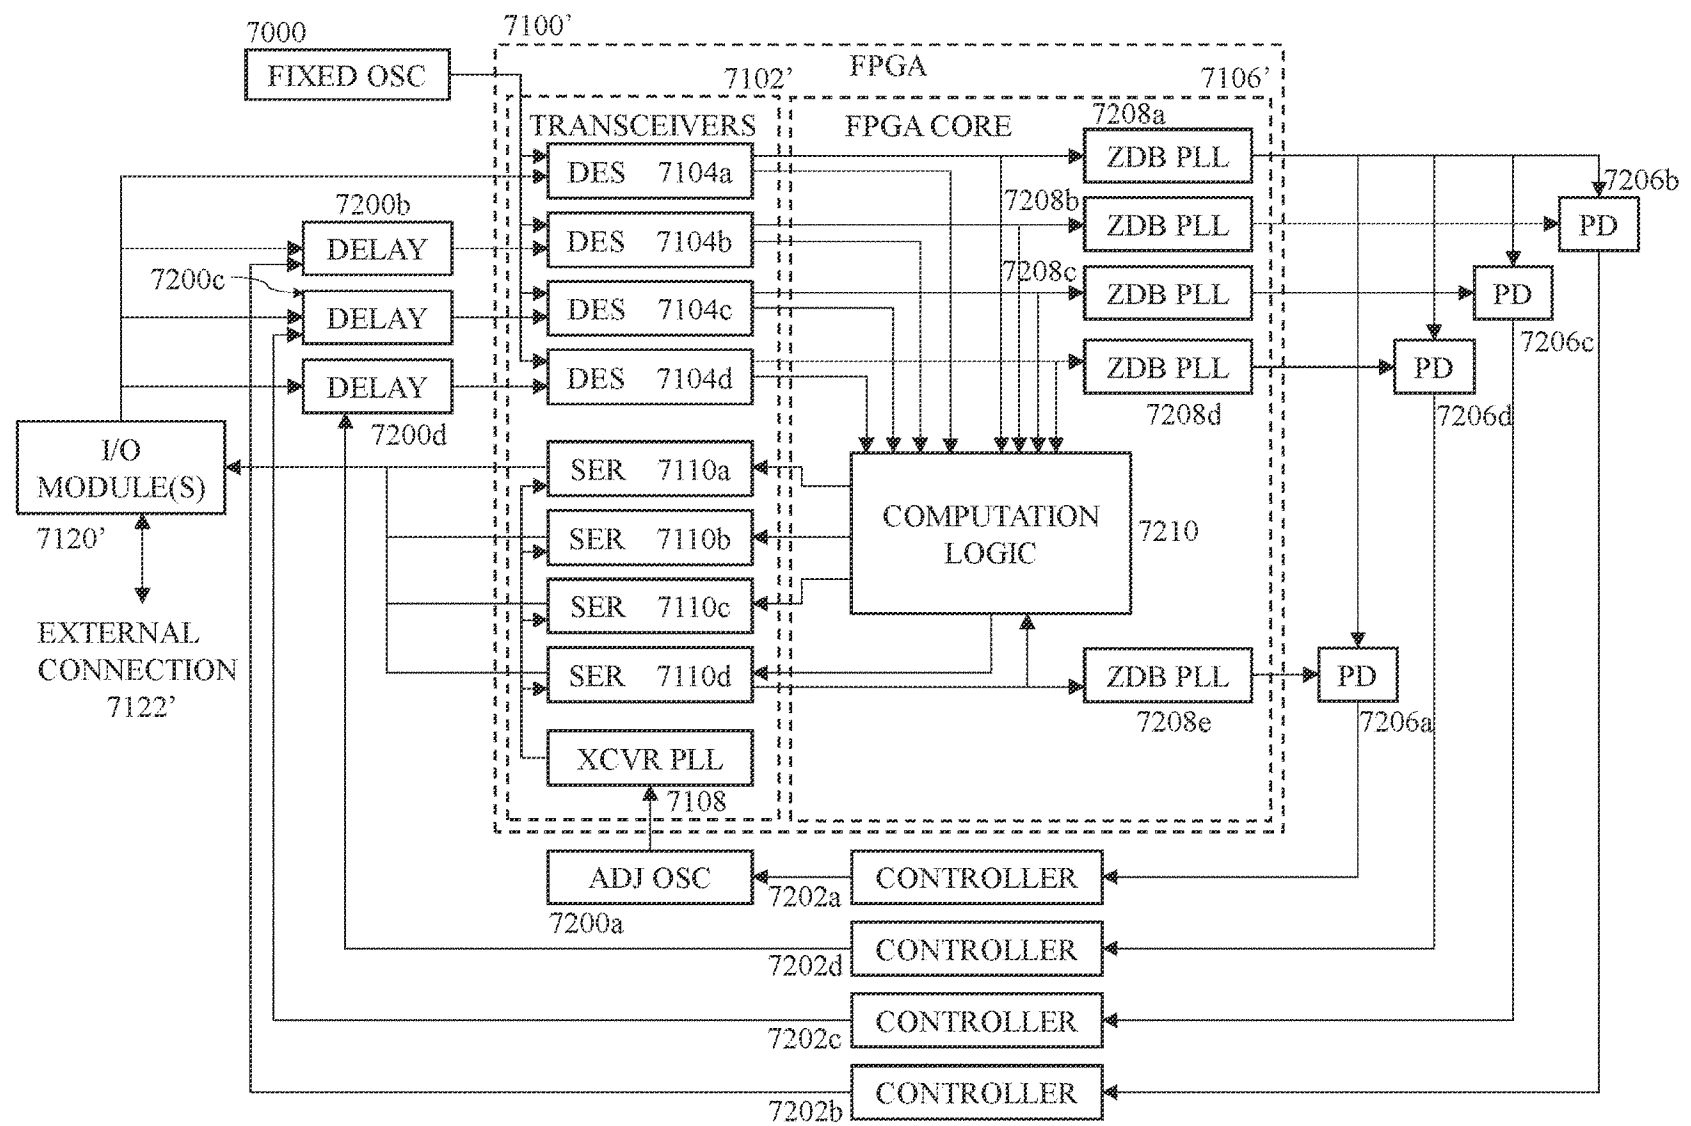 7000
FIXED OSC
7100’
FPGA
7102’
7106’
TRANSCEIVERS
FPGA CORE
7208a
DES 7104a
ZDB PLL
7206b
7200b
DELAY
DES 7104b
7208b
ZDB PLL
PD
7200c
DELAY
DES 7104c
7208c
ZDB PLL
PD
7206c
DELAY
7200d
DES 7104d
ZDB PLL
7208d
PD
7206d
I/O
MODULE(S)
7120’
SER 7110a
SER 7110b
COMPUTATION
LOGIC
7210
SER 7110c
EXTERNAL
CONNECTION
7122’
SER 7110d
ZDB PLL
7208e
PD
7206a
XCVR PLL
7108
ADJ OSC
7200a
7202a
CONTROLLER
7202d
CONTROLLER
7202c
CONTROLLER
7202b
CONTROLLER